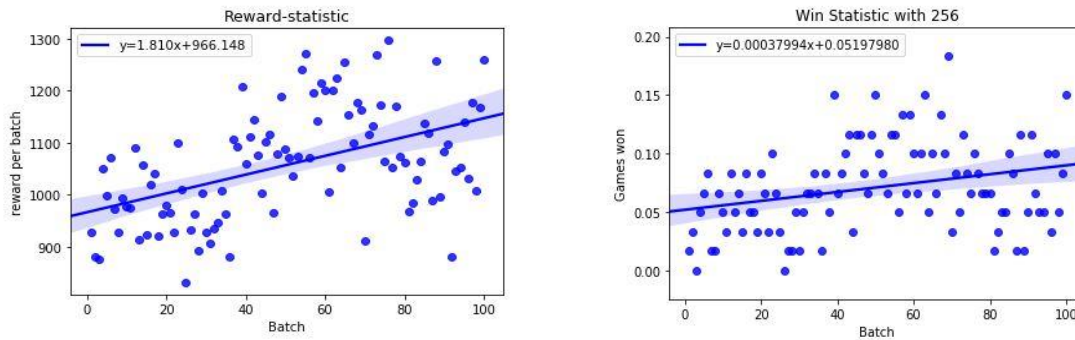 Reward-statistic
y=1.810x+966.148
1300
1200
1100
1000
900
reward per batch
0 20 40 60 80 100
Batch
Win Statistic with 256
y=0.00037994x+0.05197980
0.20
0.15
0.10
0.05
0.00
Games won
0 20 40 60 80 100
Batch